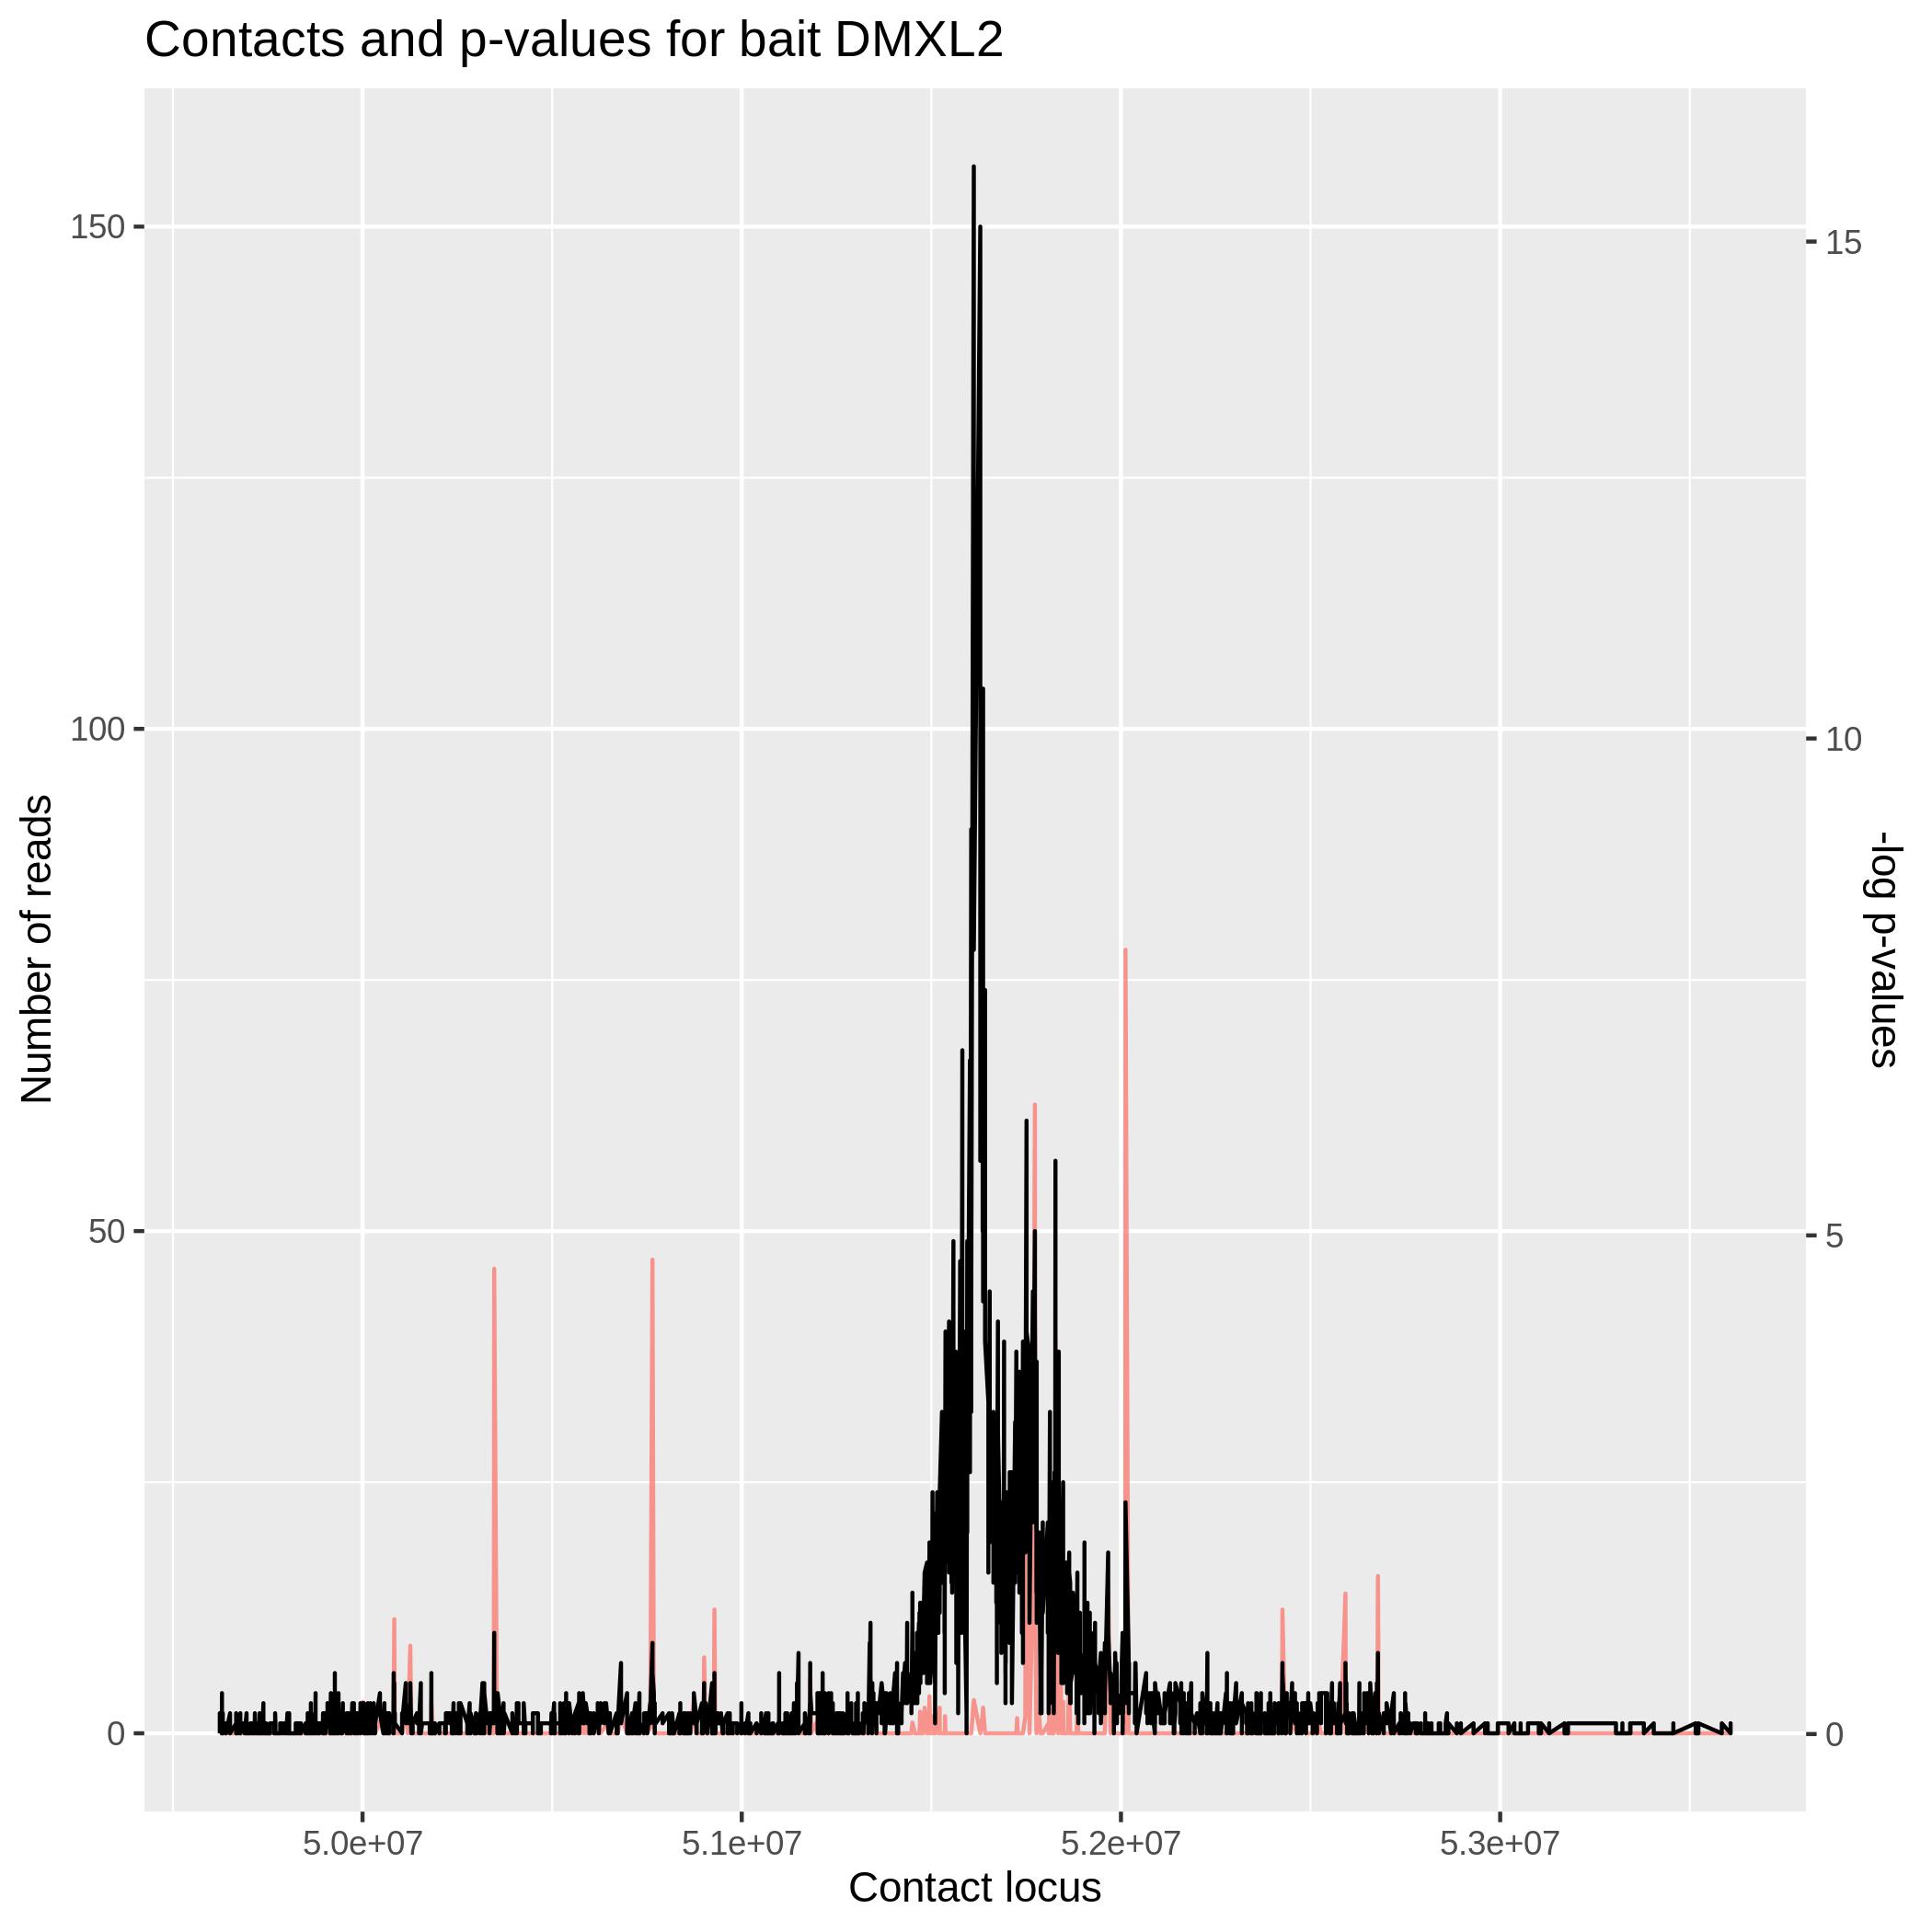 Contacts and p-values for bait DMXL2
150
100
50
0
15
10
5
0
Number of reads
-log p-values
5.0e+07 5.1e+07 5.2e+07 5.3e+07
Contact locus